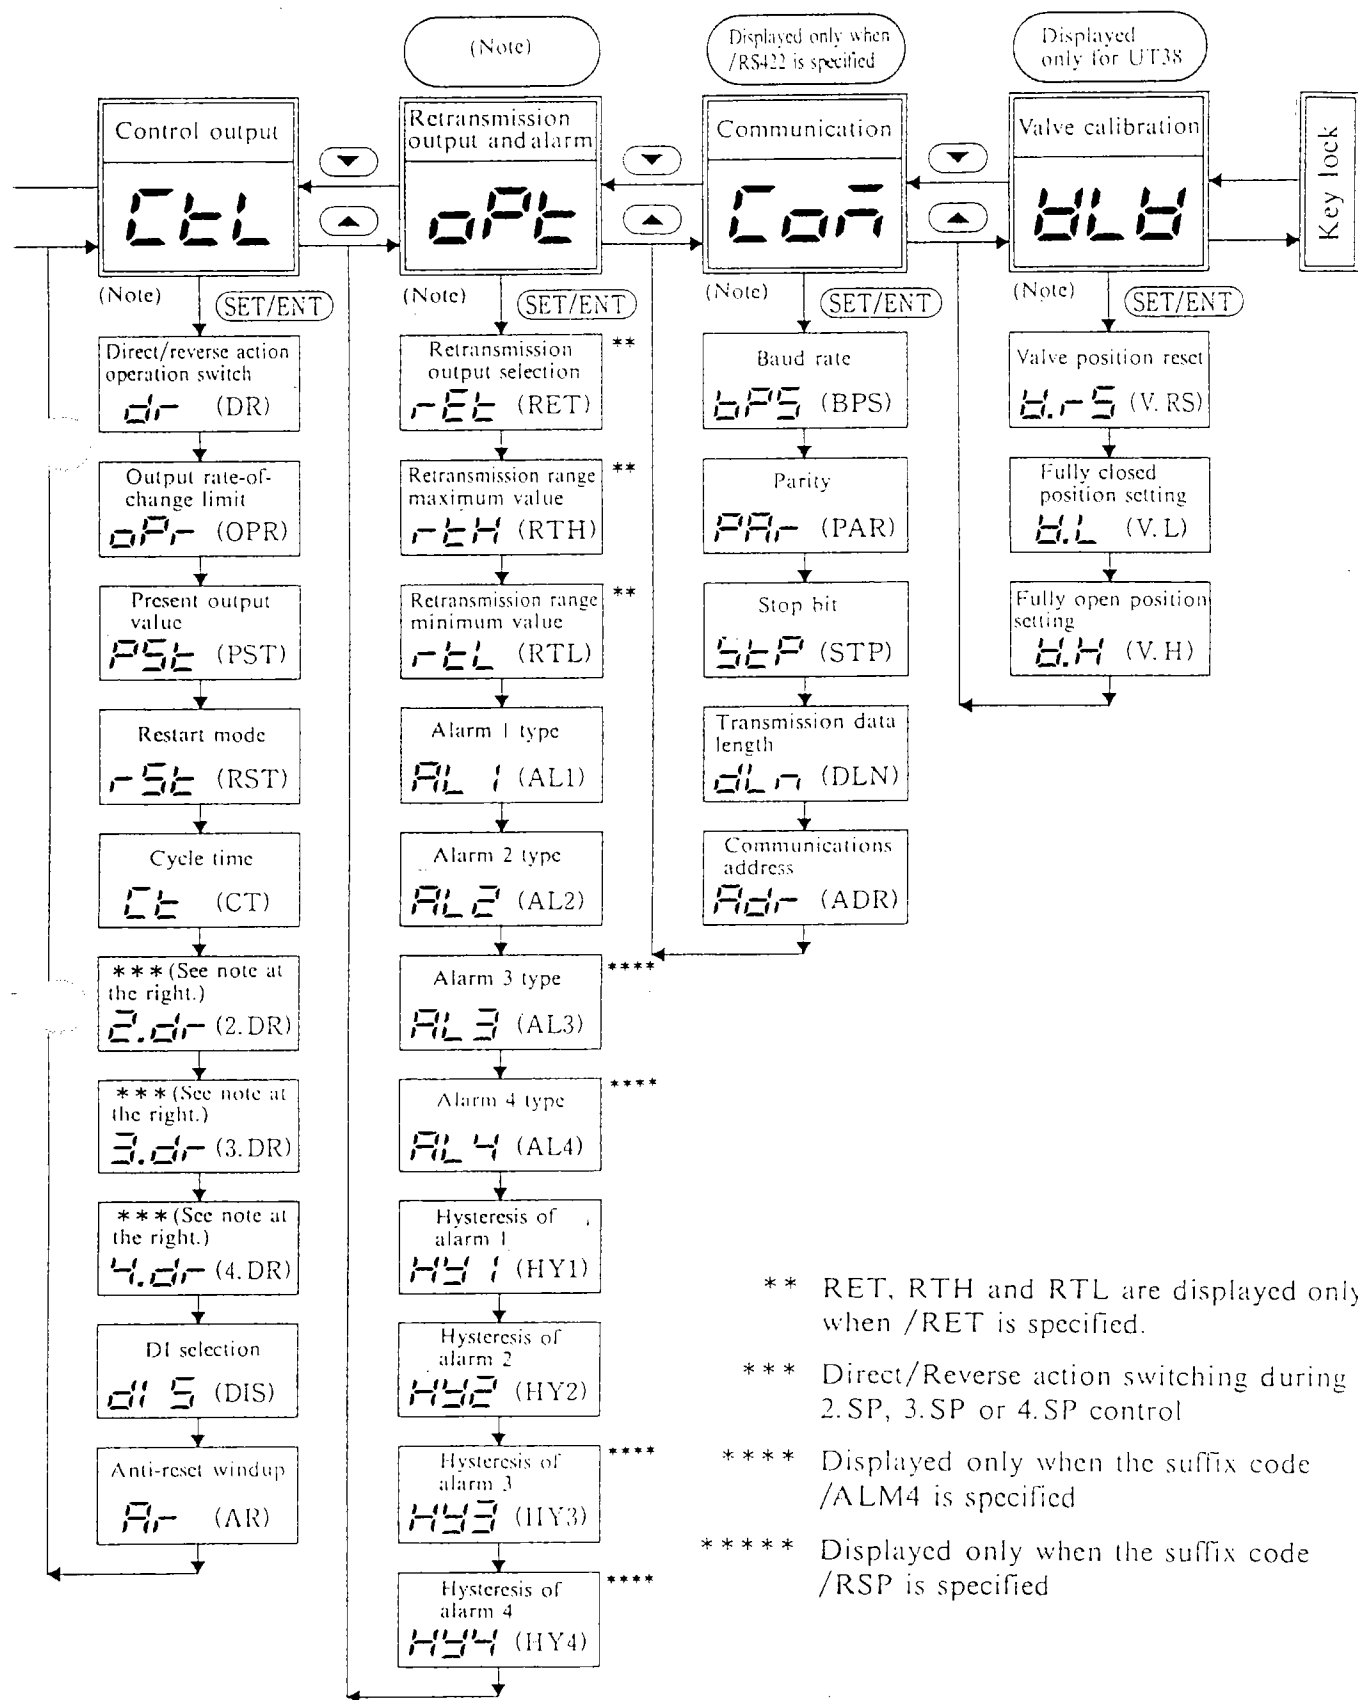 (Note)
Displayed only when
/RS422 is specified
Displayed
only for UT38
Control output
CtL
Retransmission
output and alarm
oPt
Communication
Com
Valve calibration
VLV
Key lock
(Note)
SET/ENT
(Note)
SET/ENT
(Note)
SET/ENT
(Note)
SET/ENT
Direct/reverse action
operation switch
dr (DR)
Output rate-of-
change limit
oPr (OPR)
Present output
value
PSt (PST)
Restart mode
rSt (RST)
Cycle time
Ct (CT)
***(See note at
the right.)
2.dr (2.DR)
***(See note at
the right.)
3.dr (3.DR)
***(See note at
the right.)
4.dr (4.DR)
DI selection
dIS (DIS)
Anti-reset windup
Ar (AR)
Retransmission **
output selection
rEt (RET)
Retransmission range **
maximum value
rtH (RTH)
Retransmission range **
minimum value
rtL (RTL)
Alarm 1 type
AL1 (AL1)
Alarm 2 type
AL2 (AL2)
Alarm 3 type ****
AL3 (AL3)
Alarm 4 type ****
AL4 (AL4)
Hysteresis of
alarm 1
HY1 (HY1)
Hysteresis of
alarm 2
HY2 (HY2)
Hysteresis of ****
alarm 3
HY3 (HY3)
Hysteresis of ****
alarm 4
HY4 (HY4)
Baud rate
bPS (BPS)
Parity
PAr (PAR)
Stop bit
StP (STP)
Transmission data
length
dLn (DLN)
Communications
address
Adr (ADR)
Valve position reset
V.rS (V.RS)
Fully closed
position setting
V.L (V.L)
Fully open position
setting
V.H (V.H)
** RET, RTH and RTL are displayed only
when /RET is specified.
*** Direct/Reverse action switching during
2.SP, 3.SP or 4.SP control
**** Displayed only when the suffix code
/ALM4 is specified
***** Displayed only when the suffix code
/RSP is specified